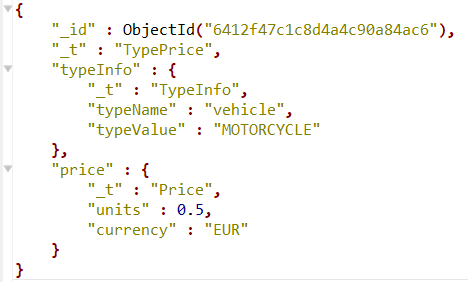 {
"_id" : ObjectId("6412f47c1c8d4a4c90a84ac6"),
"_t" : "TypePrice",
"typeInfo" : {
"_t" : "TypeInfo",
"typeName" : "vehicle",
"typeValue" : "MOTORCYCLE"
},
"price" : {
"_t" : "Price",
"units" : 0.5,
"currency" : "EUR"
}
}